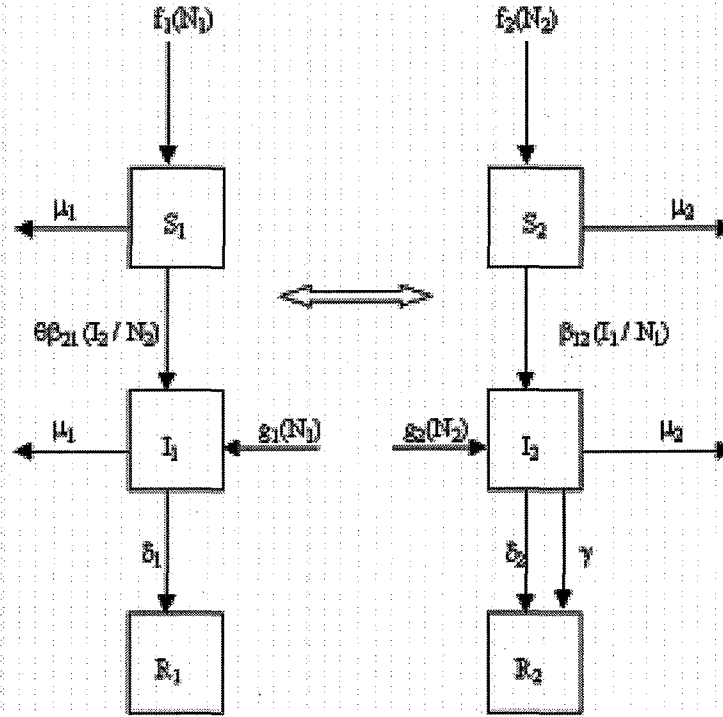 f₁(N₁) f₂(N₂)
S₁ S₂
μ₁ μ₂
θβ₂₁(I₂ / N₂) β₁₂(I₁ / N₁)
μ₁ I₁ g₁(N₁) g₂(N₂) I₂ μ₂
δ₁ δ₂ γ
R₁ R₂